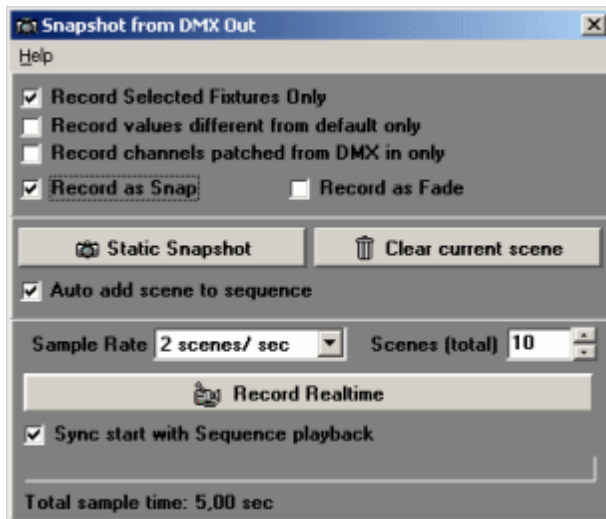 Snapshot from DMX Out
Help
Record Selected Fixtures Only
Record values different from default only
Record channels patched from DMX in only
Record as Snap Record as Fade
Static Snapshot Clear current scene
Auto add scene to sequence
Sample Rate 2 scenes/ sec Scenes (total) 10
Record Realtime
Sync start with Sequence playback
Total sample time: 5,00 sec